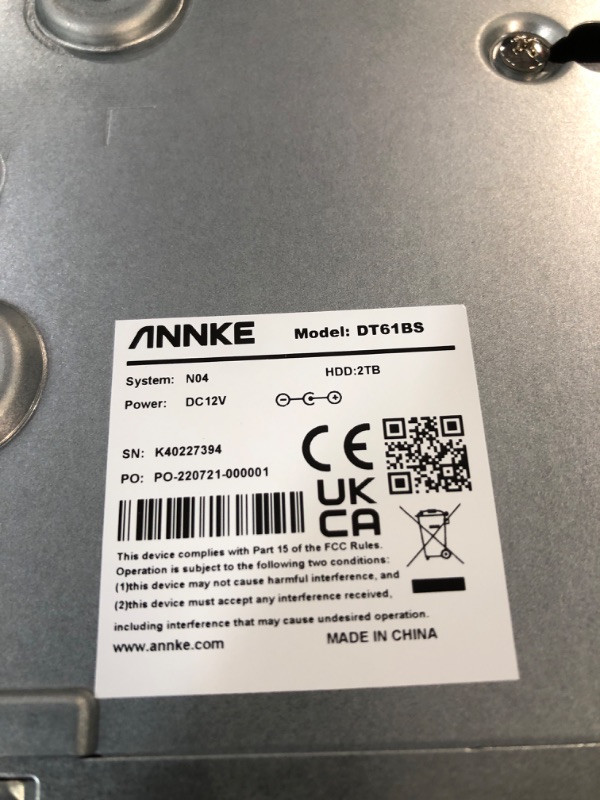 ANNKE Model: DT61BS
System: N04 HDD:2TB
Power: DC12V
SN: K40227394
PO: PO-220721-000001
CE
UK
CA
This device complies with Part 15 of the FCC Rules.
Operation is subject to the following two conditions:
(1)this device may not cause harmful interference, and
(2)this device must accept any interference received,
including interference that may cause undesired operation.
www.annke.com MADE IN CHINA